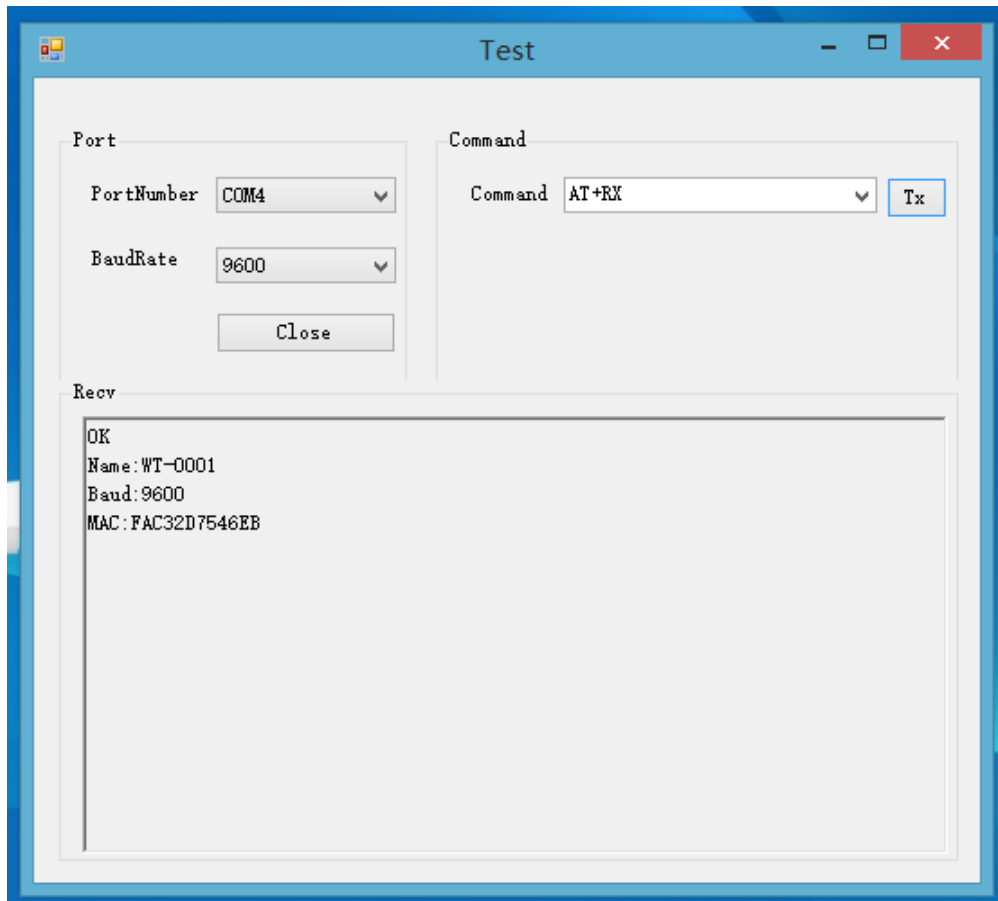 Test
Port
PortNumber COM4
BaudRate 9600
Close
Command
Command AT+RX Tx
Recv
OK
Name:WT-0001
Baud:9600
MAC:FAC32D7546EB